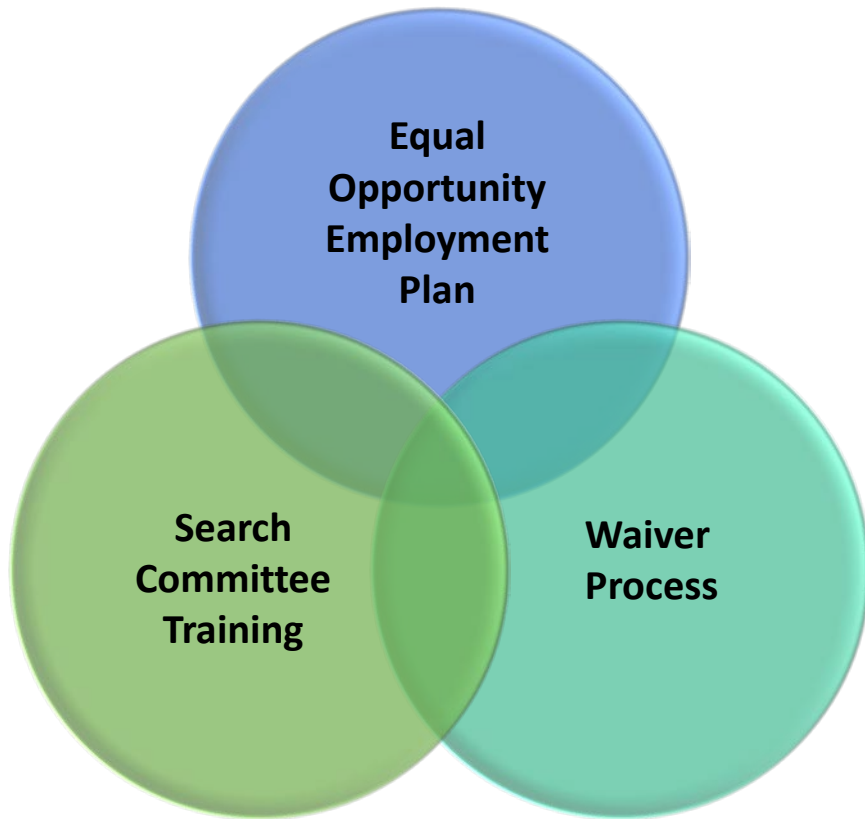 Equal
Opportunity
Employment
Plan
Search
Committee
Training
Waiver
Process